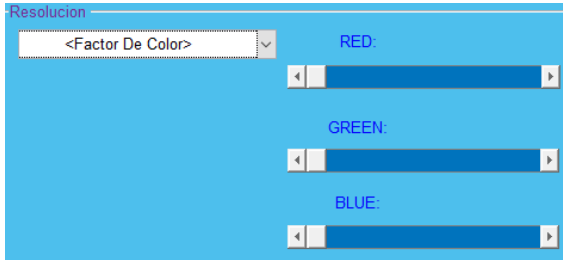 Resolucion
<Factor De Color>
RED:
GREEN:
BLUE: